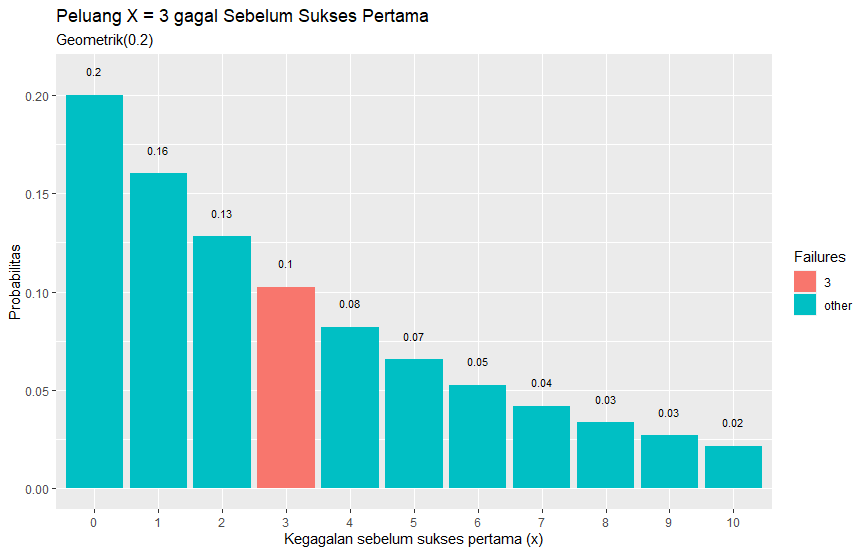 Peluang X = 3 gagal Sebelum Sukses Pertama
Geometrik(0.2)
0.2
0.16
0.13
0.1
0.08
0.07
0.05
0.04
0.03
0.03
0.02
Probabilitas
0.20
0.15
0.10
0.05
0.00
0 1 2 3 4 5 6 7 8 9 10
Kegagalan sebelum sukses pertama (x)
Failures
3
other